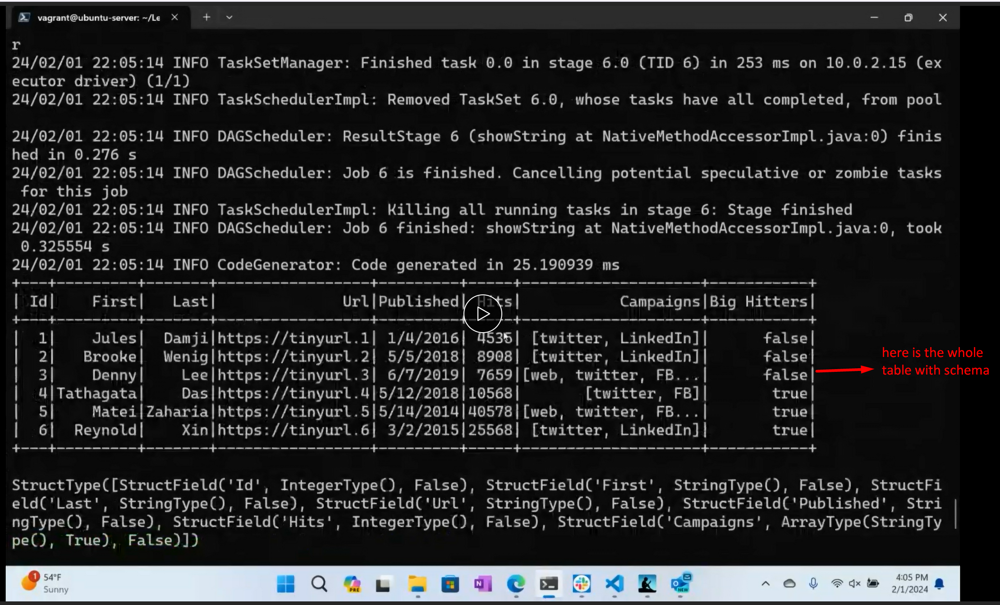 vagrant@ubuntu-server: ~/Le
r
24/02/01 22:05:14 INFO TaskSetManager: Finished task 0.0 in stage 6.0 (TID 6) in 253 ms on 10.0.2.15 (ex
ecutor driver) (1/1)
24/02/01 22:05:14 INFO TaskSchedulerImpl: Removed TaskSet 6.0, whose tasks have all completed, from pool
24/02/01 22:05:14 INFO DAGScheduler: ResultStage 6 (showString at NativeMethodAccessorImpl.java:0) finis
hed in 0.276 s
24/02/01 22:05:14 INFO DAGScheduler: Job 6 is finished. Cancelling potential speculative or zombie tasks
for this job
24/02/01 22:05:14 INFO TaskSchedulerImpl: Killing all running tasks in stage 6: Stage finished
24/02/01 22:05:14 INFO DAGScheduler: Job 6 finished: showString at NativeMethodAccessorImpl.java:0, took
0.325554 s
24/02/01 22:05:14 INFO CodeGenerator: Code generated in 25.190939 ms
+---+---------+-------+-----------------+---------+-----+--------------------+-----------+
| Id|    First|   Last|              Url|Published| Hits|           Campaigns|Big Hitters|
+---+---------+-------+-----------------+---------+-----+--------------------+-----------+
|  1|    Jules|  Damji|https://tinyurl.1| 1/4/2016| 4535| [twitter, LinkedIn]|      false|
|  2|   Brooke|  Wenig|https://tinyurl.2| 5/5/2018| 8908| [twitter, LinkedIn]|      false|
|  3|    Denny|    Lee|https://tinyurl.3| 6/7/2019| 7659|[web, twitter, FB...|      false|
|  4|Tathagata|    Das|https://tinyurl.4|5/12/2018|10568|       [twitter, FB]|       true|
|  5|    Matei|Zaharia|https://tinyurl.5|5/14/2014|40578|[web, twitter, FB...|       true|
|  6|  Reynold|    Xin|https://tinyurl.6| 3/2/2015|25568| [twitter, LinkedIn]|       true|
+---+---------+-------+-----------------+---------+-----+--------------------+-----------+
here is the whole
table with schema
StructType([StructField('Id', IntegerType(), False), StructField('First', StringType(), False), StructFi
eld('Last', StringType(), False), StructField('Url', StringType(), False), StructField('Published', Stri
ngType(), False), StructField('Hits', IntegerType(), False), StructField('Campaigns', ArrayType(StringTy
pe(), True), False)])
1
54°F
Sunny
PRE
N
NEW
4:05 PM
2/1/2024